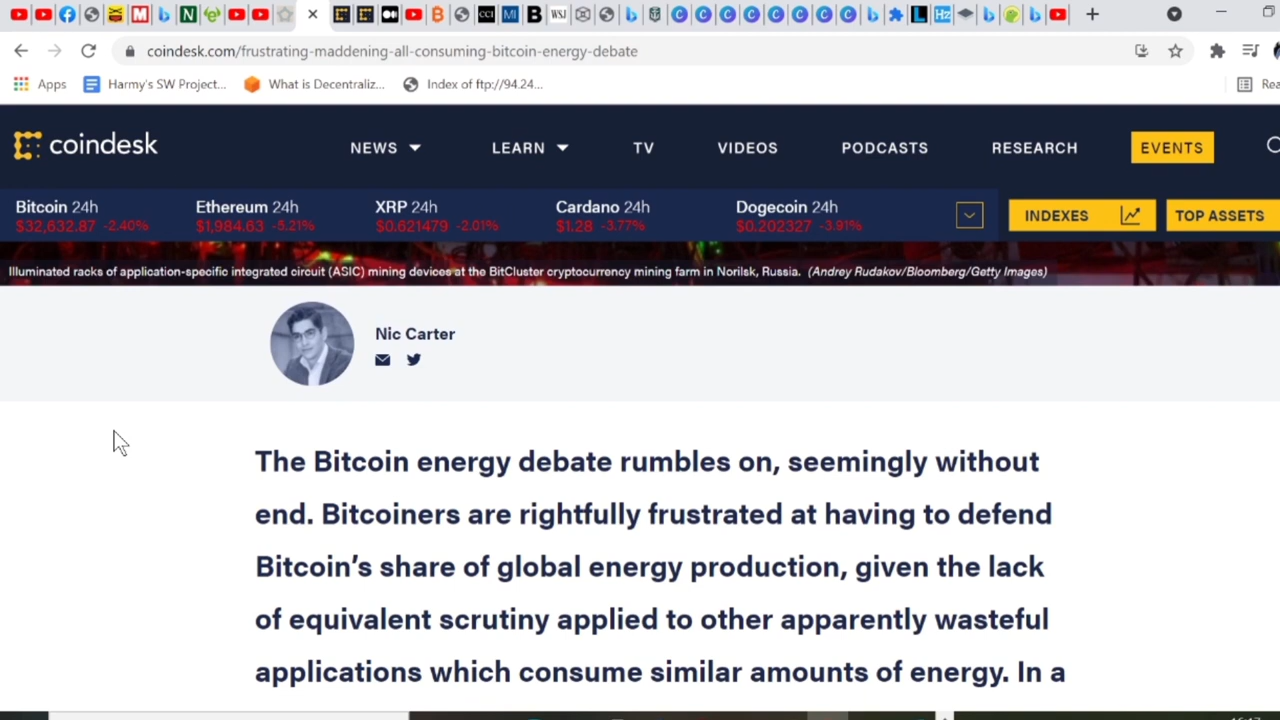 coindesk.com/frustrating-maddening-all-consuming-bitcoin-energy-debate
Apps Harmy's SW Project... What is Decentraliz... Index of ftp://94.24...
coindesk NEWS LEARN TV VIDEOS PODCASTS RESEARCH EVENTS
Bitcoin 24h Ethereum 24h XRP 24h Cardano 24h Dogecoin 24h
$32,632.87 -2.40% $1,984.63 -5.21% $0.621479 -2.01% $1.28 -3.77% $0.202327 -3.91%
INDEXES TOP ASSETS
Illuminated racks of application-specific integrated circuit (ASIC) mining devices at the BitCluster cryptocurrency mining farm in Norilsk, Russia. (Andrey Rudakov/Bloomberg/Getty Images)
Nic Carter
The Bitcoin energy debate rumbles on, seemingly without
end. Bitcoiners are rightfully frustrated at having to defend
Bitcoin's share of global energy production, given the lack
of equivalent scrutiny applied to other apparently wasteful
applications which consume similar amounts of energy. In a